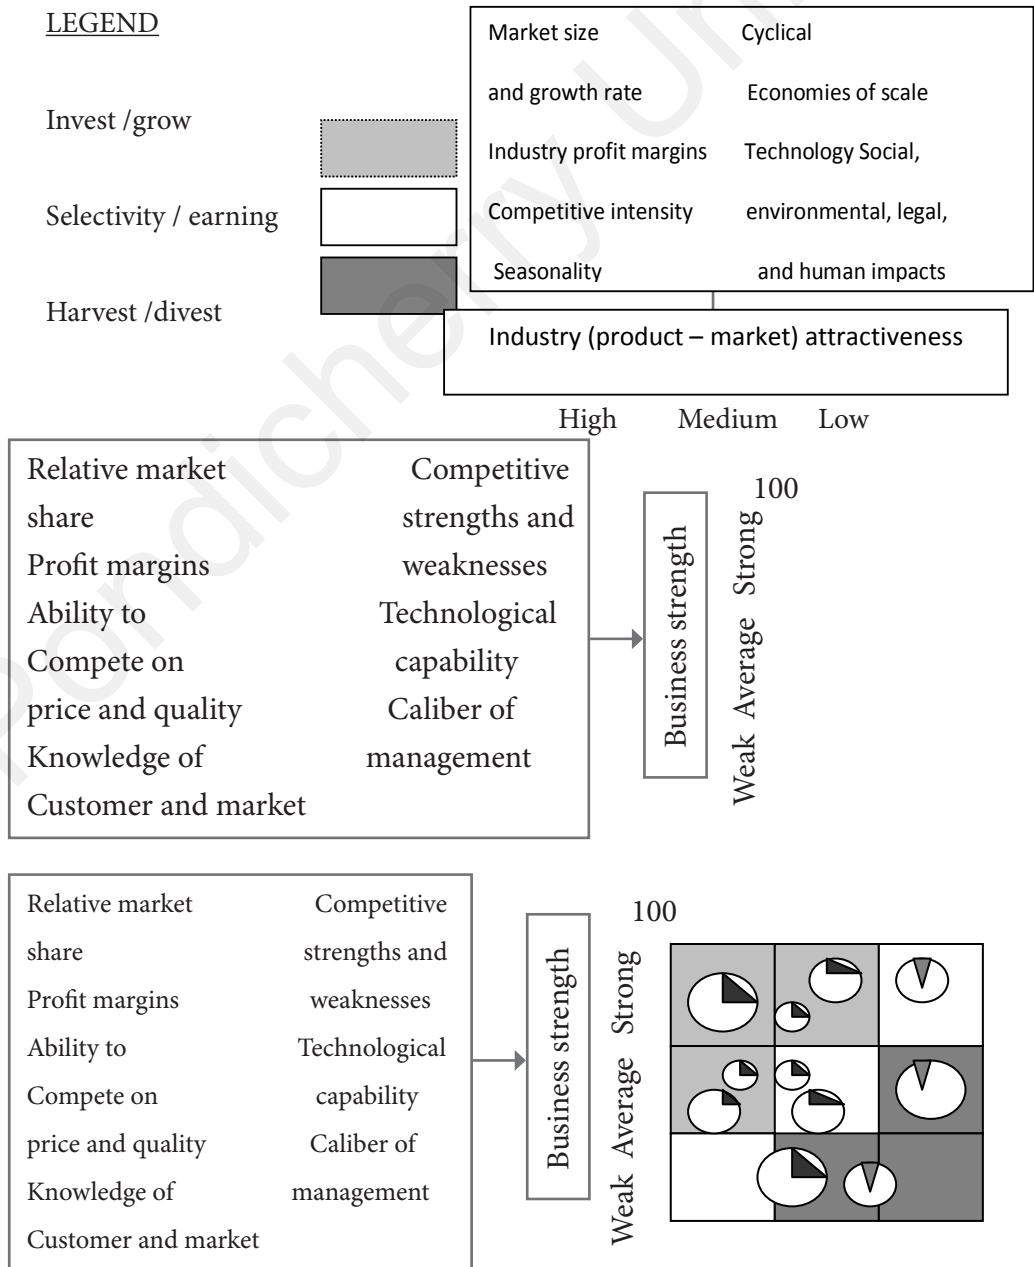 LEGEND
Invest /grow
Selectivity / earning
Harvest /divest
Market size Cyclical
and growth rate Economies of scale
Industry profit margins Technology Social,
Competitive intensity environmental, legal,
Seasonality and human impacts
Industry (product – market) attractiveness
High Medium Low
Relative market Competitive
share strengths and
Profit margins weaknesses
Ability to Technological
Compete on capability
price and quality Caliber of
Knowledge of management
Customer and market
Business strength
100
Weak Average Strong
Relative market Competitive
share strengths and
Profit margins weaknesses
Ability to Technological
Compete on capability
price and quality Caliber of
Knowledge of management
Customer and market
Business strength
100
Weak Average Strong
Pondicherry Un